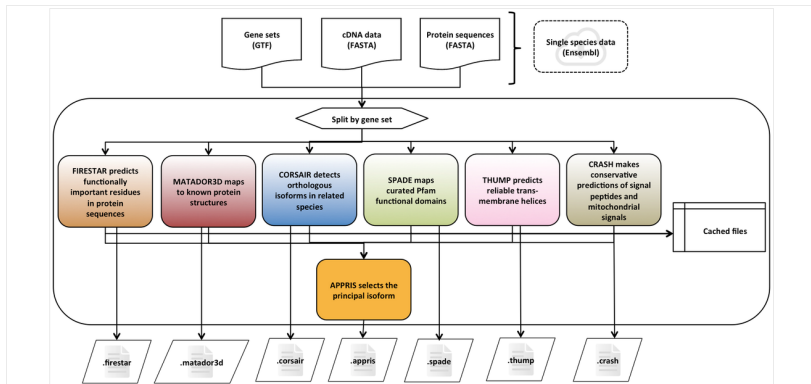 Gene sets
(GTF)
cDNA data
(FASTA)
Protein sequences
(FASTA)
Single species data
(Ensembl)
Split by gene set
FIRESTAR predicts
functionally
important residues
in protein
sequences
MATADOR3D maps
to known protein
structures
CORSAIR detects
orthologous
isoforms in related
species
SPADE maps
curated Pfam
functional domains
THUMP predicts
reliable trans-
membrane helices
CRASH makes
conservative
predictions of signal
peptides and
mitochondrial
signals
Cached files
APPRIS selects the
principal isoform
.firestar
.matador3d
.corsair
.appris
.spade
.thump
.crash